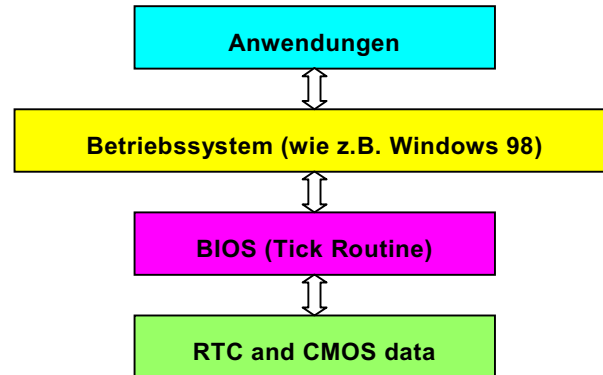 Anwendungen
Betriebssystem (wie z.B. Windows 98)
BIOS (Tick Routine)
RTC and CMOS data